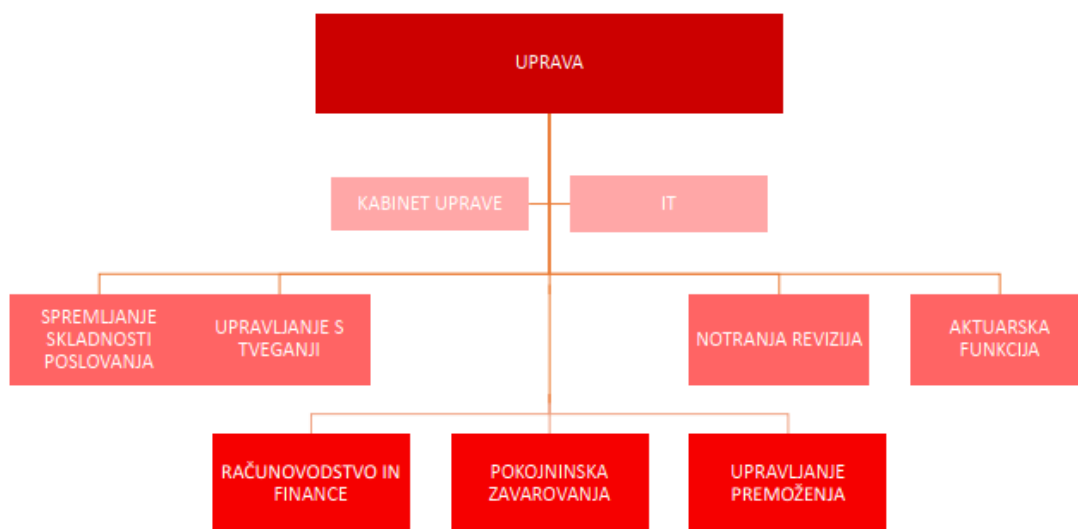 UPRAVA
KABINET UPRAVE
IT
SPREMLJANJE
SKLADNOSTI
POSLOVANJA
UPRAVLJANJE S
TVEGANJI
NOTRANJA REVIZIJA
AKTUARSKA
FUNKCIJA
RAČUNOVODSTVO IN
FINANCE
POKOJNINSKA
ZAVAROVANJA
UPRAVLJANJE
PREMOŽENJA